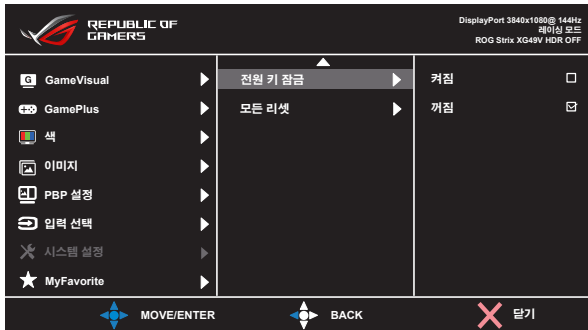 REPUBLIC OF
GAMERS
DisplayPort 3840x1080@ 144Hz
레이싱 모드
ROG Strix XG49V HDR OFF
G GameVisual
GamePlus
색
이미지
PBP 설정
입력 선택
시스템 설정
MyFavorite
전원 키 잠금
모든 리셋
켜짐
꺼짐
MOVE/ENTER
BACK
닫기